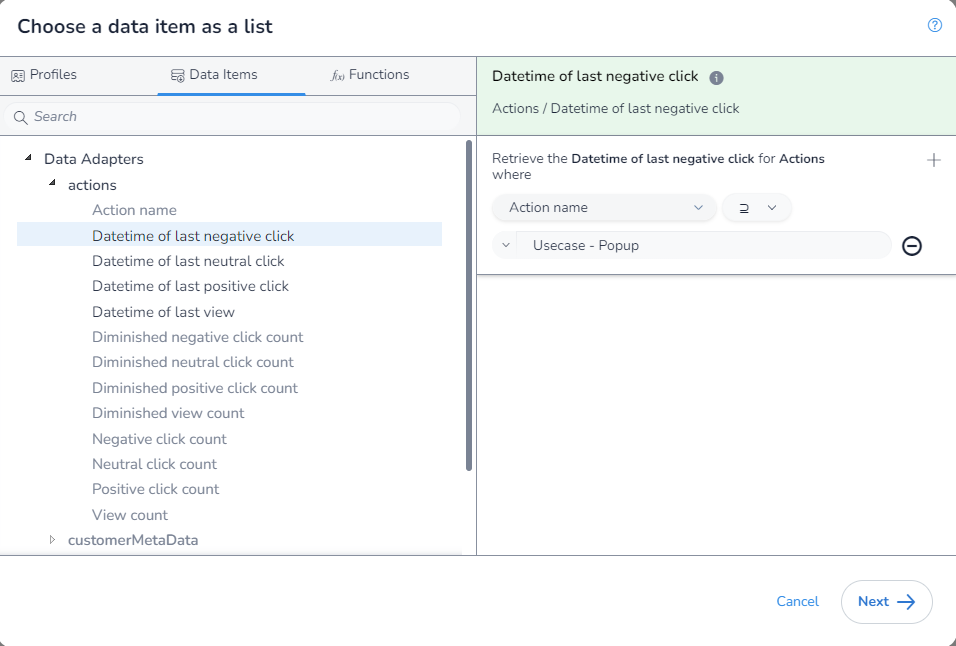 Choose a data item as a list
Profiles
Data Items
f(x) Functions
Search
Data Adapters
actions
Action name
Datetime of last negative click
Datetime of last neutral click
Datetime of last positive click
Datetime of last view
Diminished negative click count
Diminished neutral click count
Diminished positive click count
Diminished view count
Negative click count
Neutral click count
Positive click count
View count
customerMetaData
Datetime of last negative click
Actions / Datetime of last negative click
Retrieve the Datetime of last negative click for Actions
where
Action name ⊇
Usecase - Popup
Cancel
Next